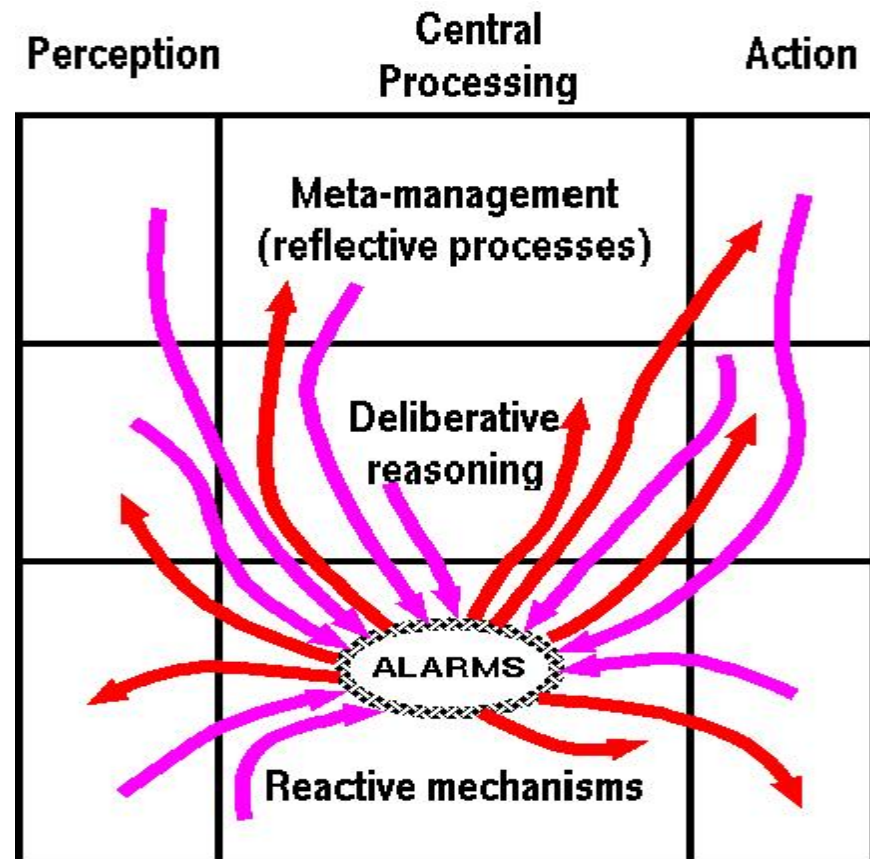 Perception
Central
Processing
Action
Meta-management
(reflective processes)
Deliberative
reasoning
ALARMS
Reactive mechanisms